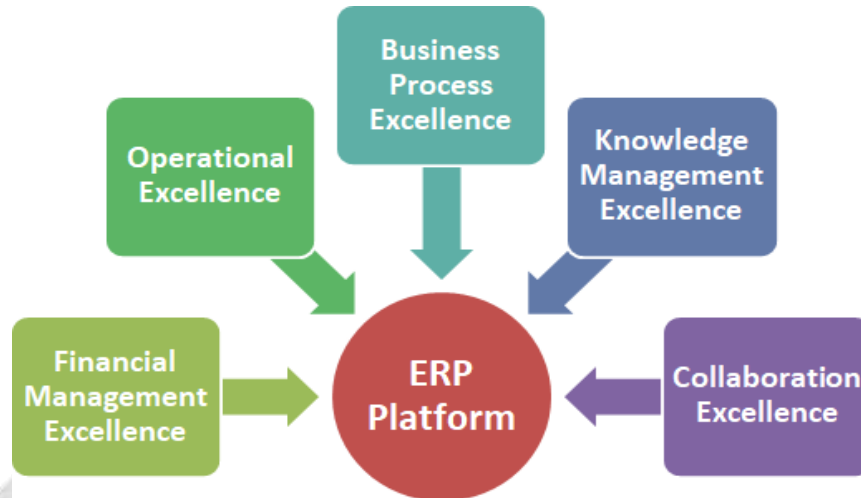 Business
Process
Excellence
Operational
Excellence
Knowledge
Management
Excellence
Financial
Management
Excellence
ERP
Platform
Collaboration
Excellence